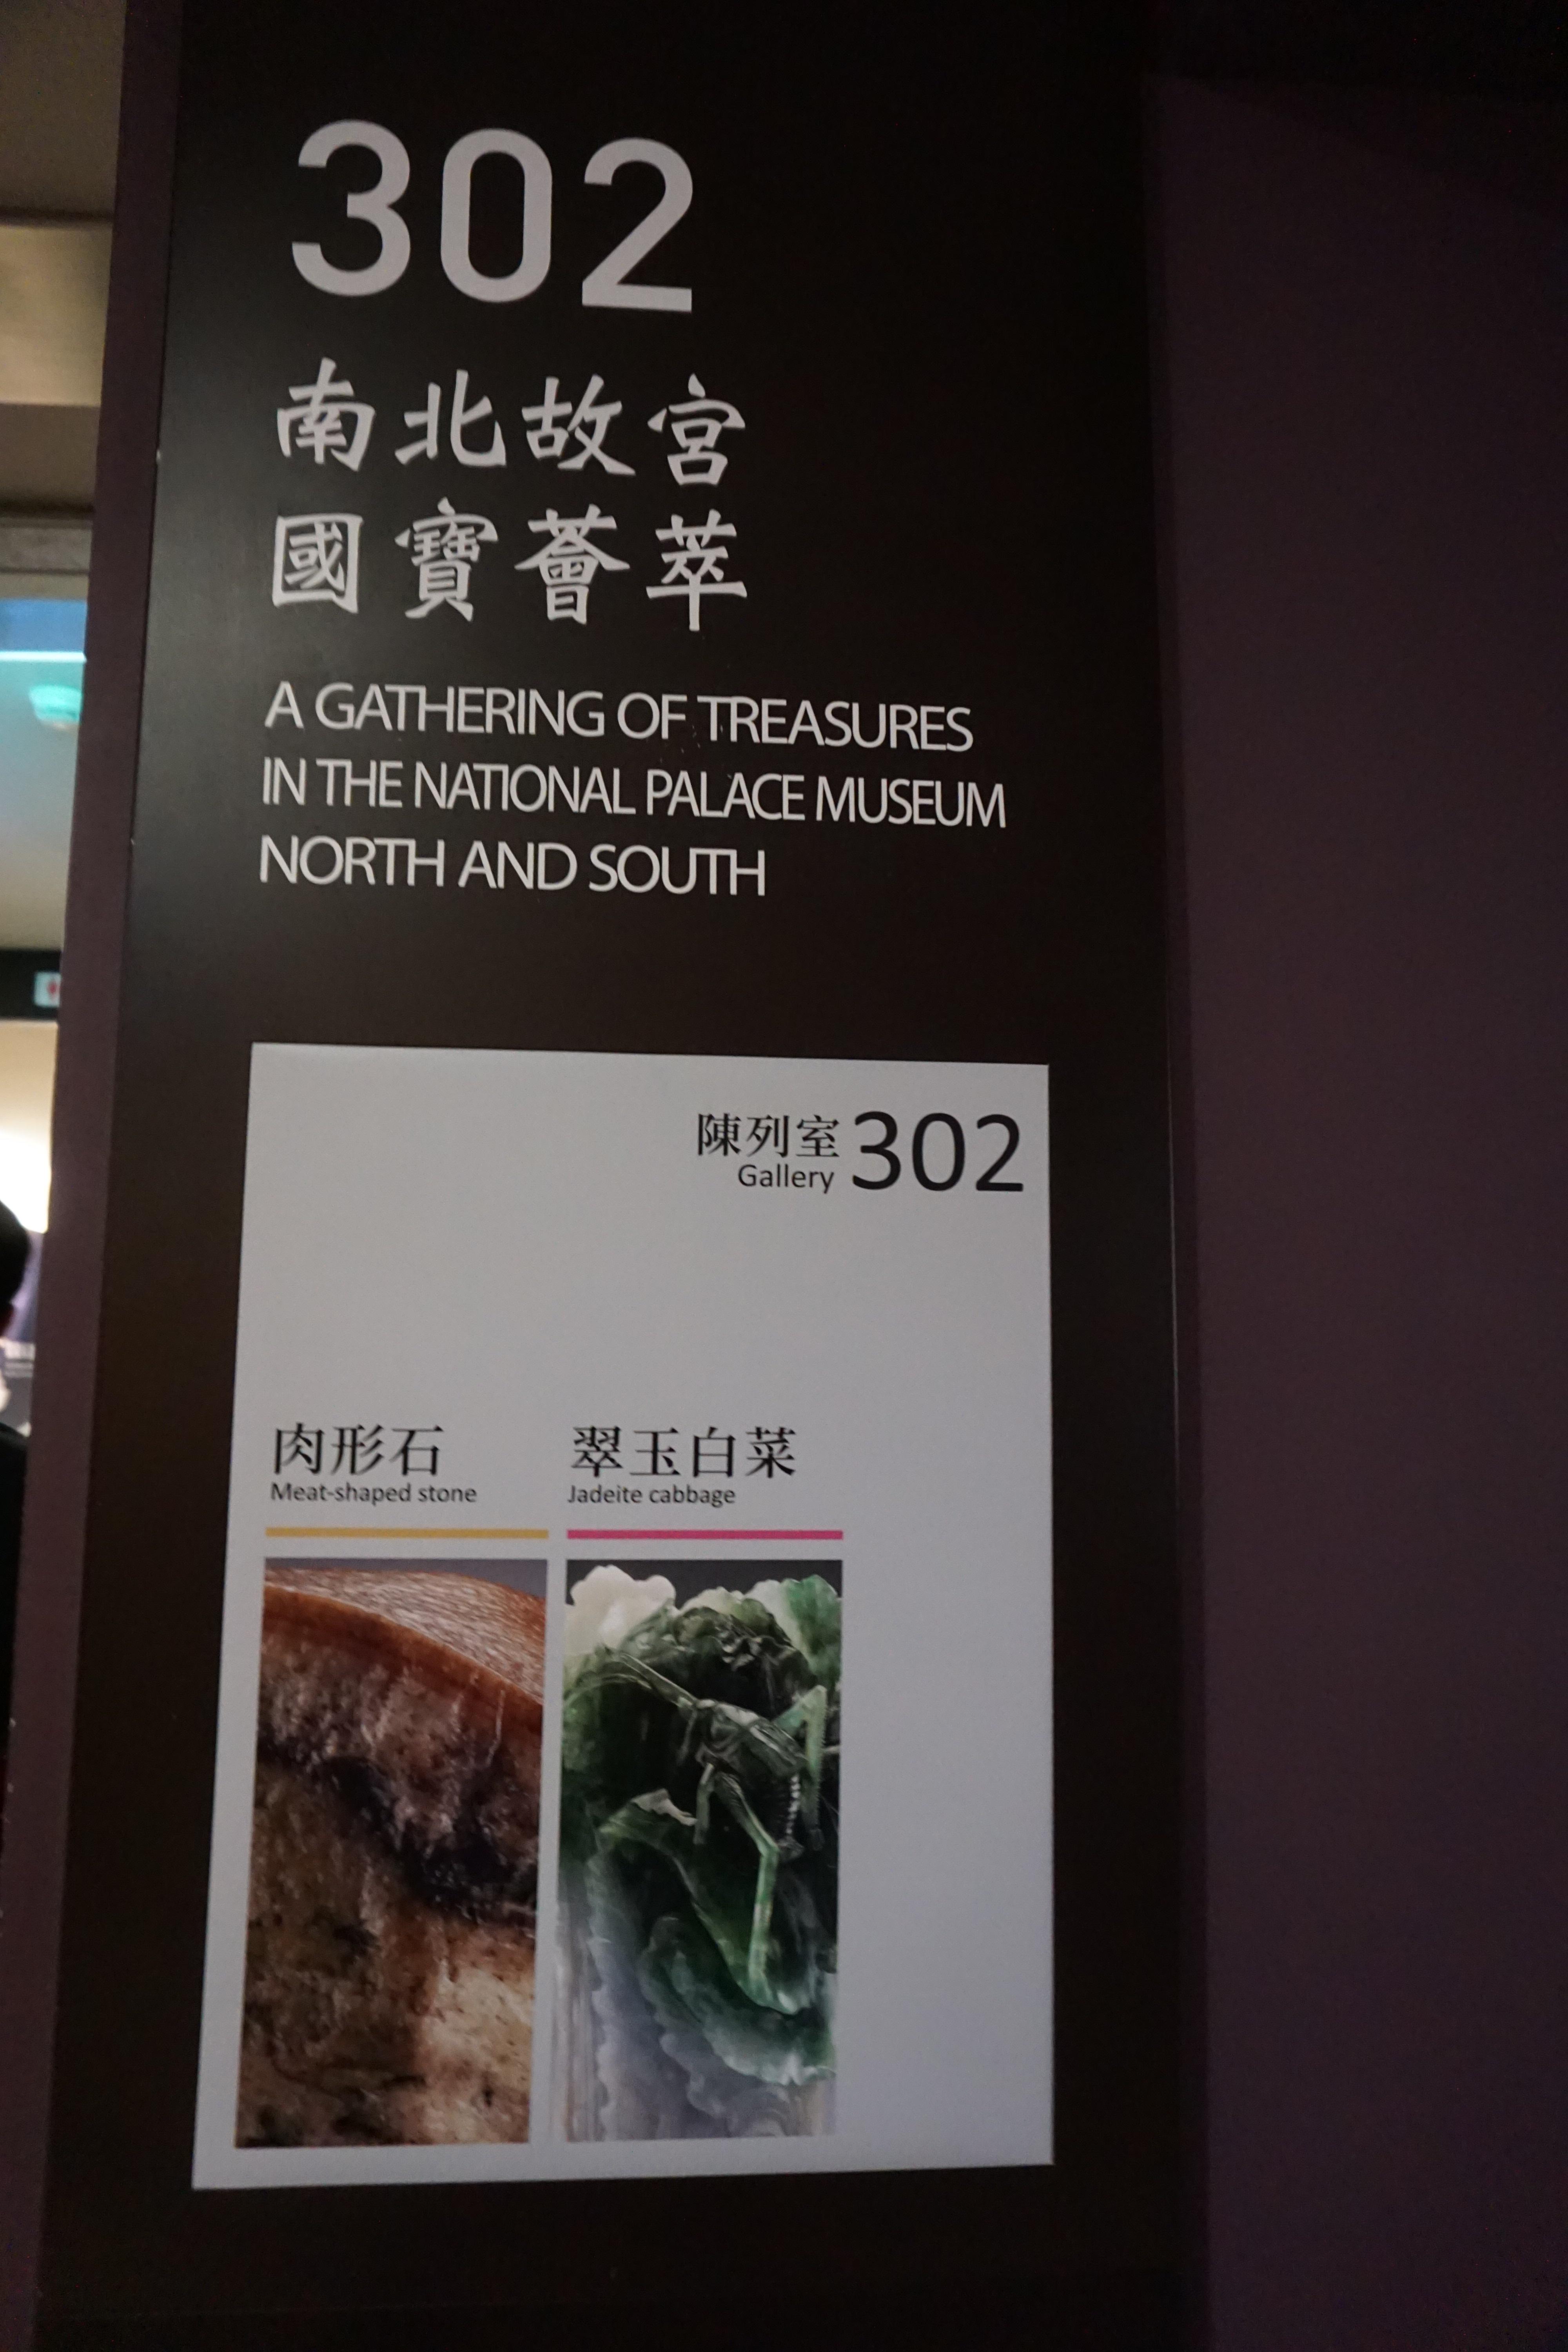 302
南北故宮
國寶薈萃
A GATHERING OF TREASURES
IN THE NATIONAL PALACE MUSEUM
NORTH AND SOUTH
陳列室 302
Gallery
肉形石
Meat-shaped stone
翠玉白菜
Jadeite cabbage